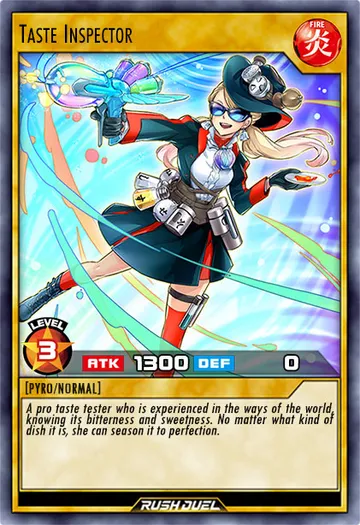 TASTE INSPECTOR
FIRE
炎
LEVEL
3
ATK 1300 DEF 0
[PYRO/NORMAL]
A pro taste tester who is experienced in the ways of the world,
knowing its bitterness and sweetness. No matter what kind of
dish it is, she can season it to perfection.
RUSH DUEL